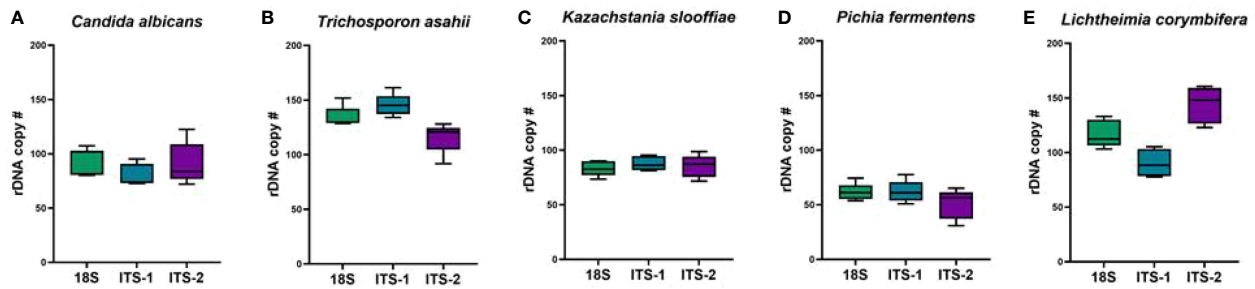 A Candida albicans
200
150
100
50
0
rDNA copy #
18S ITS-1 ITS-2
B Trichosporon asahii
200
150
100
50
0
rDNA copy #
18S ITS-1 ITS-2
C Kazachstania slooffiae
200
150
100
50
0
rDNA copy #
18S ITS-1 ITS-2
D Pichia fermentens
200
150
100
50
0
rDNA copy #
18S ITS-1 ITS-2
E Lichtheimia corymbifera
200
150
100
50
0
rDNA copy #
18S ITS-1 ITS-2